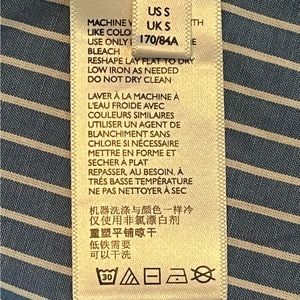 US S
UK S
170/84A
MACHINE W TH
LIKE COLO
USE ONLY
BLEACH
RESHAPE LAY FLAT TO DRY
LOW IRON AS NEEDED
DO NOT DRY CLEAN
LAVER À LA MACHINE À
L'EAU FROIDE AVEC
COULEURS SIMILAIRES
UTILISER UN AGENT DE
BLANCHIMENT SANS
CHLORE SI NÉCESSAIRE
METTRE EN FORME ET
SÉCHER À PLAT
REPASSER, AU BESOIN, À
TRÈS BASSE TEMPÉRATURE
NE PAS NETTOYER À SEC
机器洗涤与颜色一样冷
仅使用非氯漂白剂
重塑平铺晾干
低铁需要
可以干洗
30